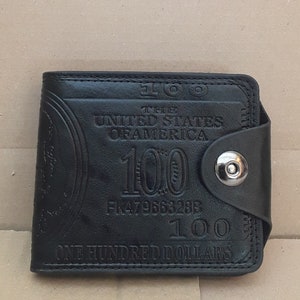 100
THE
UNITED STATES
OF AMERICA
100
FK47966328B
100
ONE HUNDRED DOLLARS